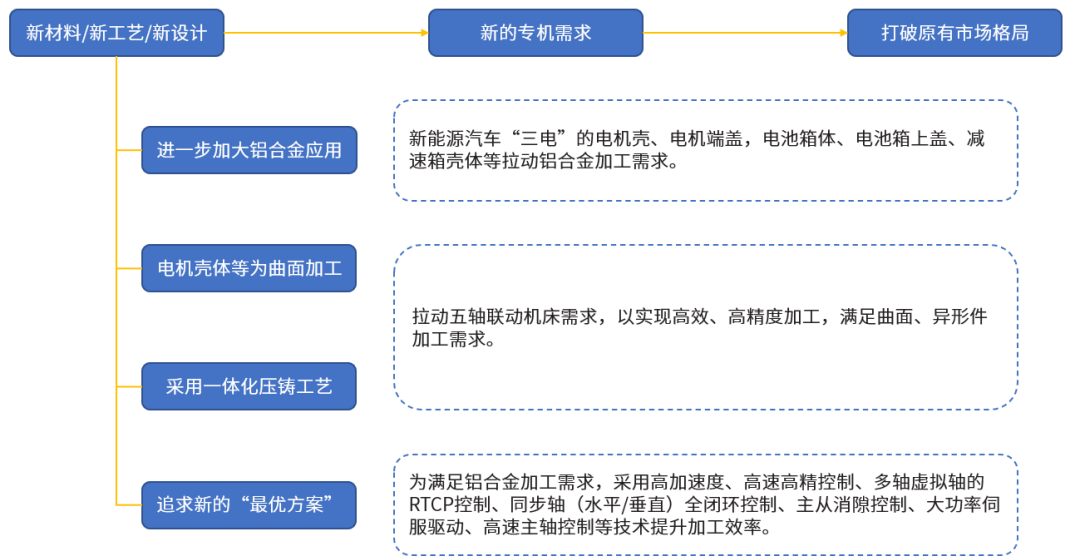 新材料/新工艺/新设计
新的专机需求
打破原有市场格局
进一步加大铝合金应用
新能源汽车“三电”的电机壳、电机端盖，电池箱体、电池箱上盖、减
速箱壳体等拉动铝合金加工需求。
电机壳体等为曲面加工
拉动五轴联动机床需求，以实现高效、高精度加工，满足曲面、异形件
加工需求。
采用一体化压铸工艺
追求新的“最优方案”
为满足铝合金加工需求，采用高加速度、高速高精控制、多轴虚拟轴的
RTCP控制、同步轴（水平/垂直）全闭环控制、主从消隙控制、大功率伺
服驱动、高速主轴控制等技术提升加工效率。